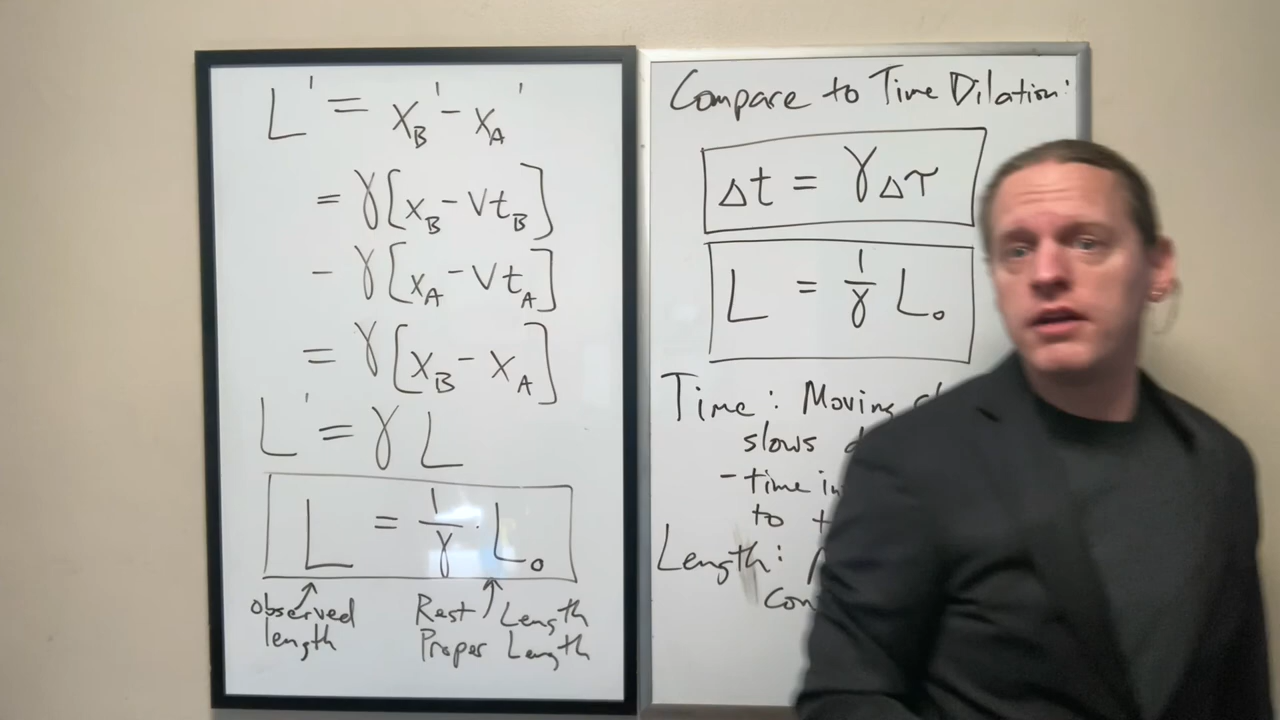 L' = x_B' - x_A'
= γ[x_B - Vt_B]
- γ[x_A - Vt_A]
= γ[x_B - x_A]
L' = γ L
L = 1/γ · L₀
Observed length
Rest Length
Proper Length
Compare to Time Dilation:
Δt = γΔτ
L = 1/γ L₀
Time: Moving
slows
- time
to
Length: